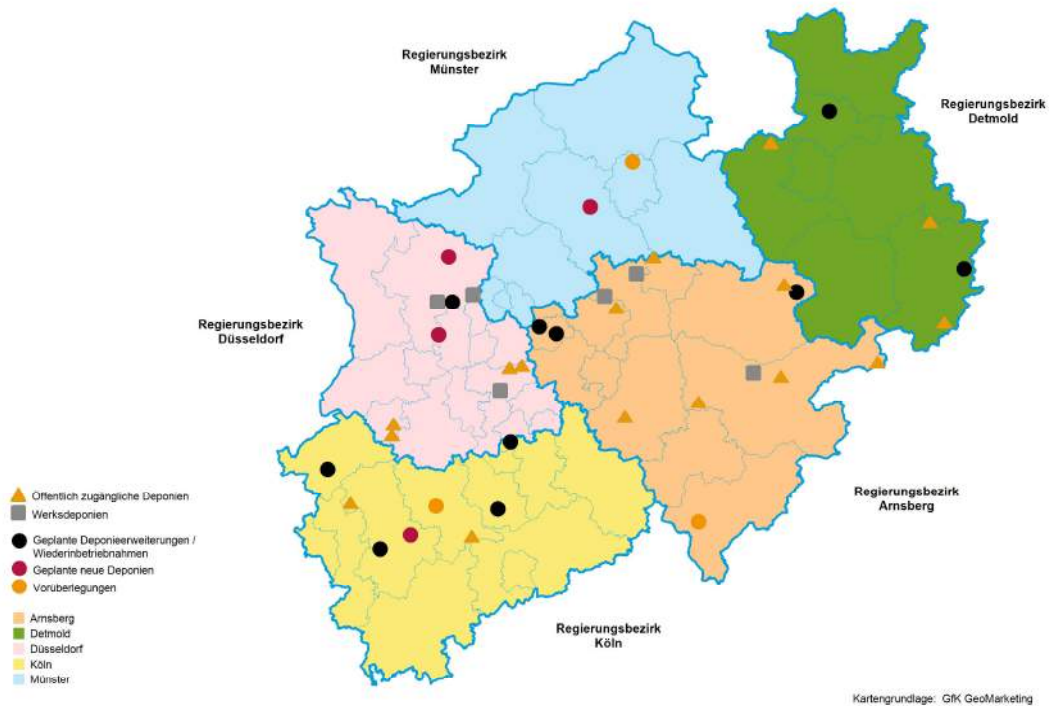 Regierungsbezirk
Münster
Regierungsbezirk
Detmold
Regierungsbezirk
Düsseldorf
Regierungsbezirk
Arnsberg
Regierungsbezirk
Köln
Öffentlich zugängliche Deponien
Werksdeponien
Geplante Deponieerweiterungen /
Wiederinbetriebnahmen
Geplante neue Deponien
Vorüberlegungen
Arnsberg
Detmold
Düsseldorf
Köln
Münster
Kartengrundlage: GfK GeoMarketing